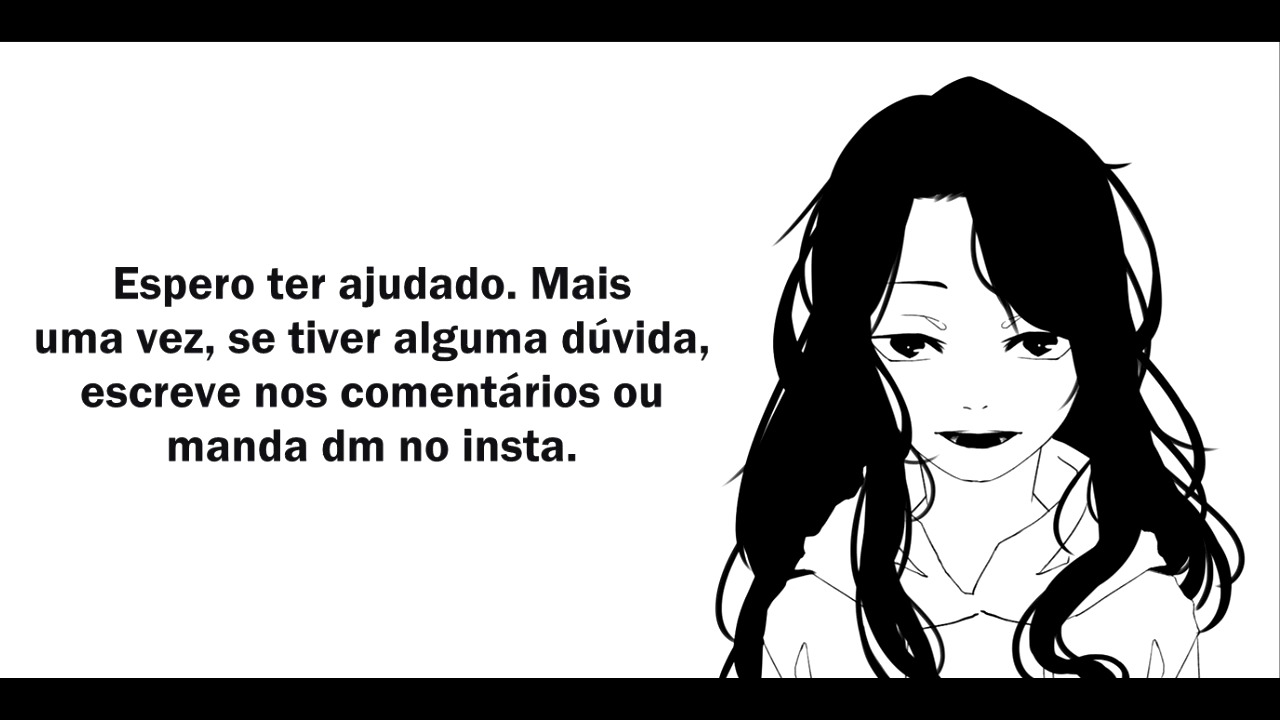 Espero ter ajudado. Mais
uma vez, se tiver alguma dúvida,
escreve nos comentários ou
manda dm no insta.